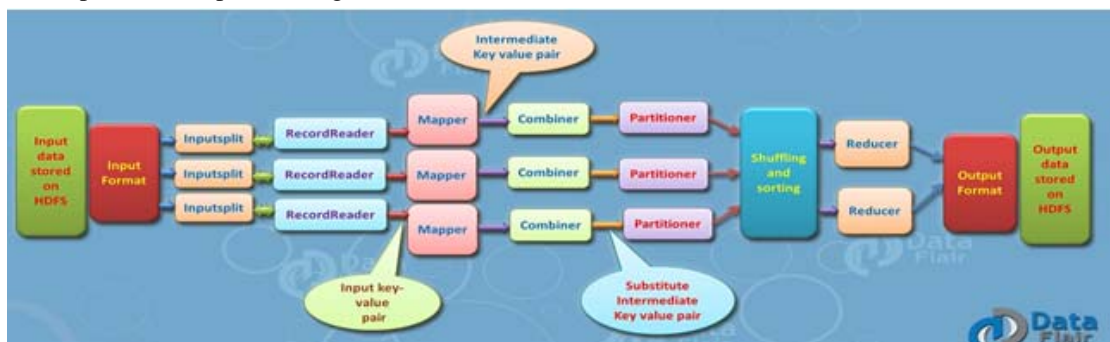 Intermediate
Key value pair
Input
data
stored
on
HDFS
Input
Format
Inputsplit
Inputsplit
Inputsplit
RecordReader
RecordReader
RecordReader
Mapper
Mapper
Mapper
Combiner
Combiner
Combiner
Partitioner
Partitioner
Partitioner
Shuffling
and
sorting
Reducer
Reducer
Output
Format
Output
data
stored
on
HDFS
Input key-
value
pair
Substitute
Intermediate
Key value pair
Data
Flair
Data
Flair